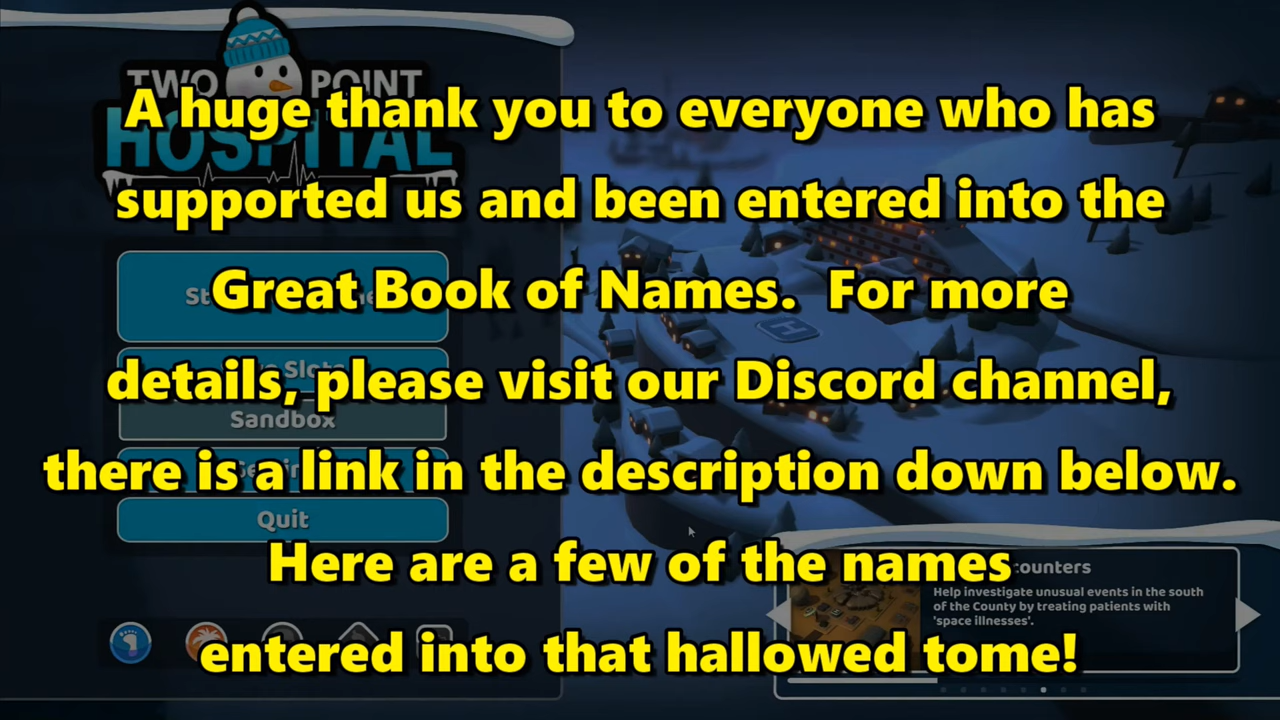 TWO POINT
HOSPITAL
A huge thank you to everyone who has
supported us and been entered into the
Great Book of Names.  For more
details, please visit our Discord channel,
there is a link in the description down below.
Here are a few of the names
entered into that hallowed tome!
Sandbox
Quit
Help investigate unusual events in the south
of the County by treating patients with
'space illnesses'.